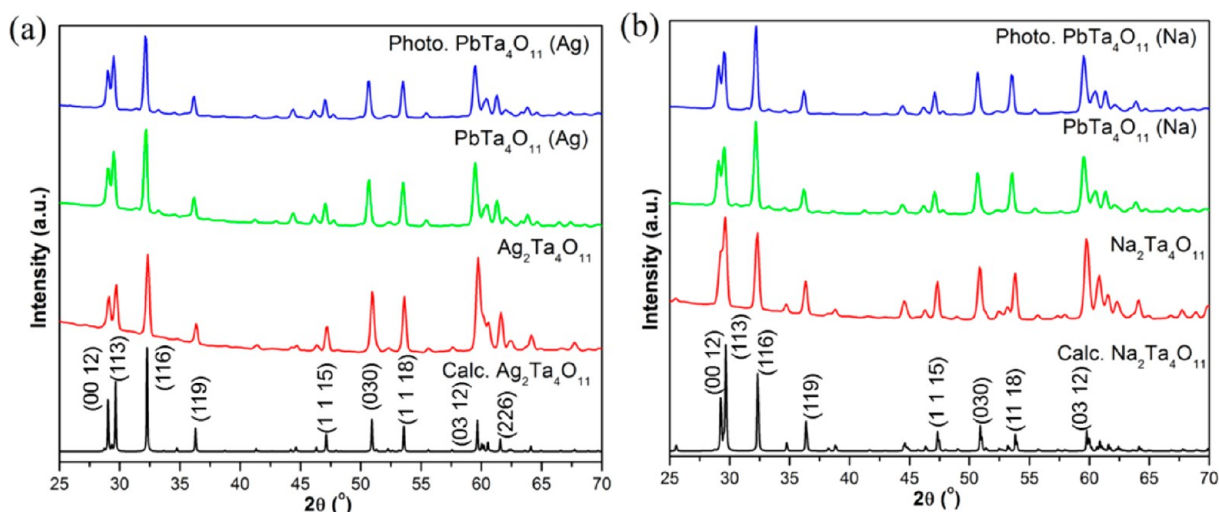 (a)
Photo. PbTa₄O₁₁ (Ag)
PbTa₄O₁₁ (Ag)
Ag₂Ta₄O₁₁
Calc. Ag₂Ta₄O₁₁
(00 12)
(113)
(116)
(119)
(1 1 15)
(030)
(1 1 18)
(03 12)
(226)
Intensity (a.u.)
25 30 35 40 45 50 55 60 65 70
2θ (°)
(b)
Photo. PbTa₄O₁₁ (Na)
PbTa₄O₁₁ (Na)
Na₂Ta₄O₁₁
Calc. Na₂Ta₄O₁₁
(00 12)
(113)
(116)
(119)
(1 1 15)
(030)
(11 18)
(03 12)
Intensity (a.u.)
25 30 35 40 45 50 55 60 65 70
2θ (°)